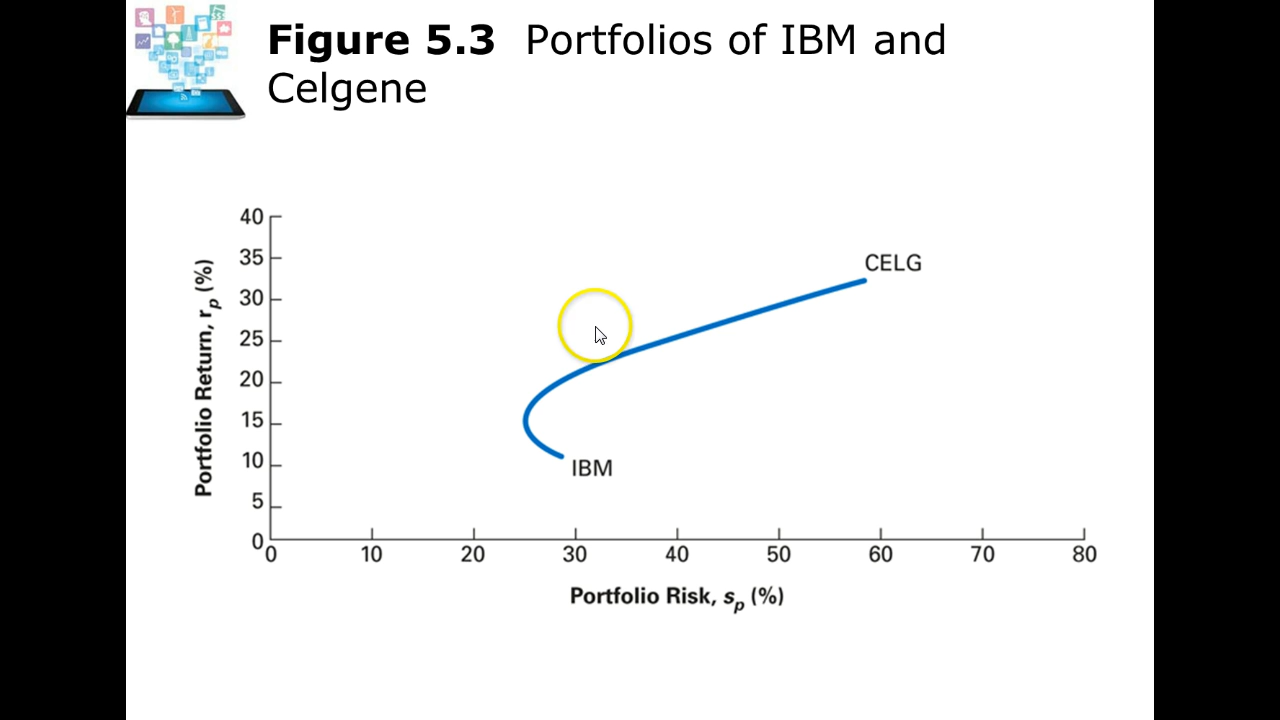 Figure 5.3 Portfolios of IBM and
Celgene
Portfolio Return, rp (%)
40
35
30
25
20
15
10
5
0
CELG
IBM
0 10 20 30 40 50 60 70 80
Portfolio Risk, sp (%)